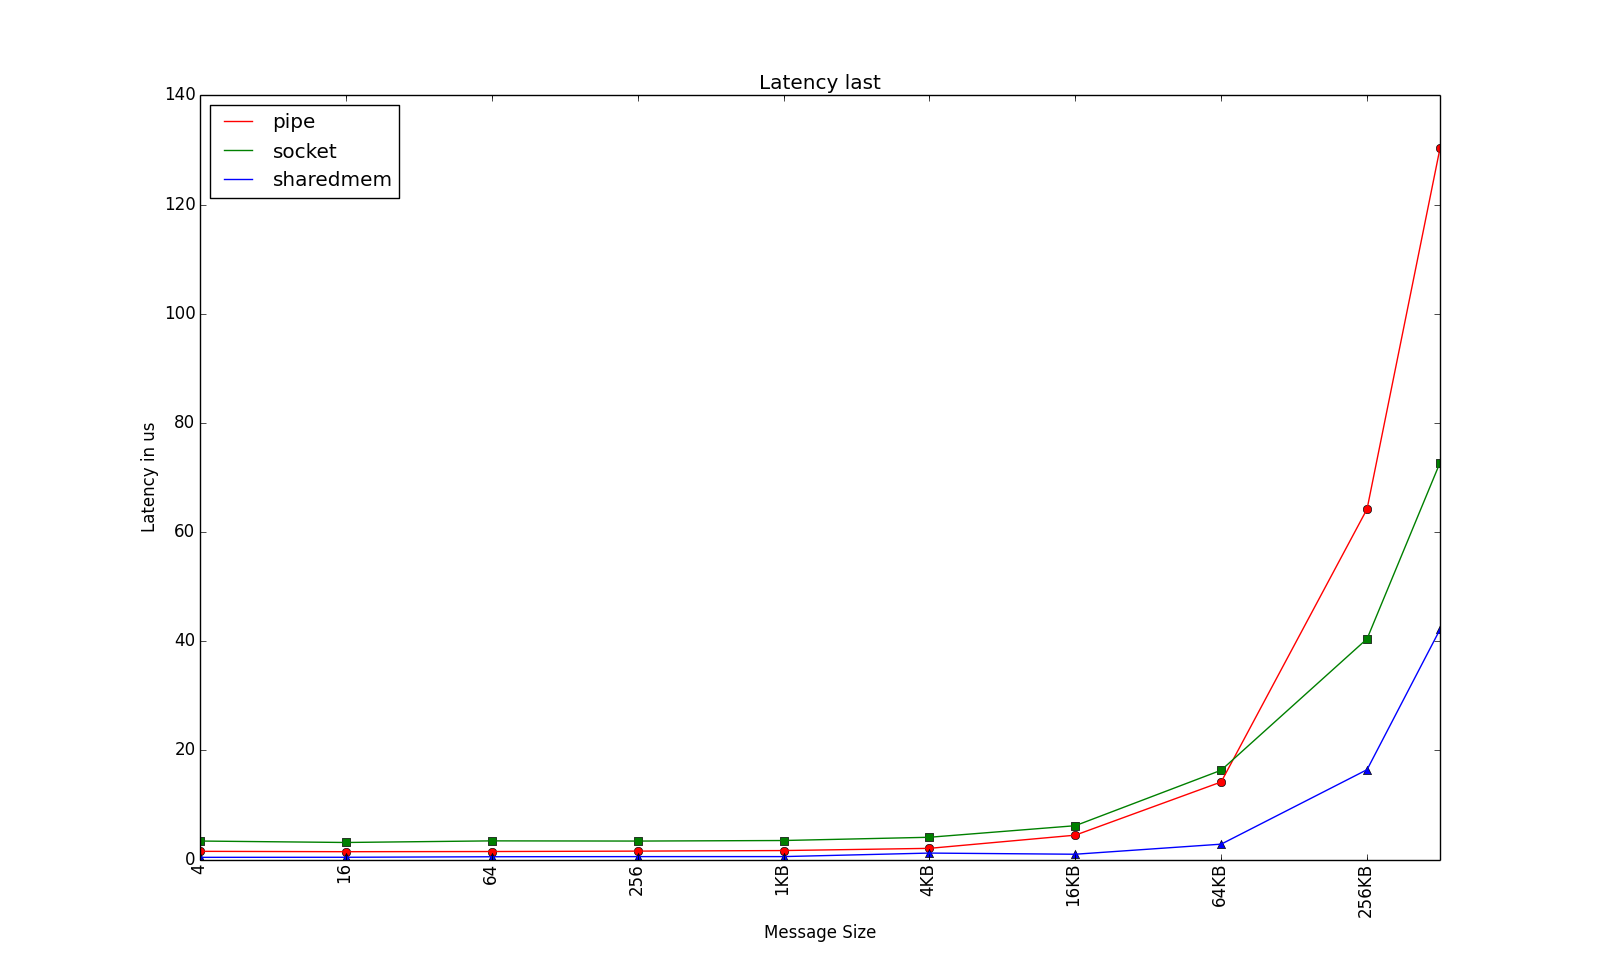 Latency last
140
120
100
80
60
40
20
0
Latency in us
pipe
socket
sharedmem
4
16
64
256
1KB
4KB
16KB
64KB
256KB
Message Size